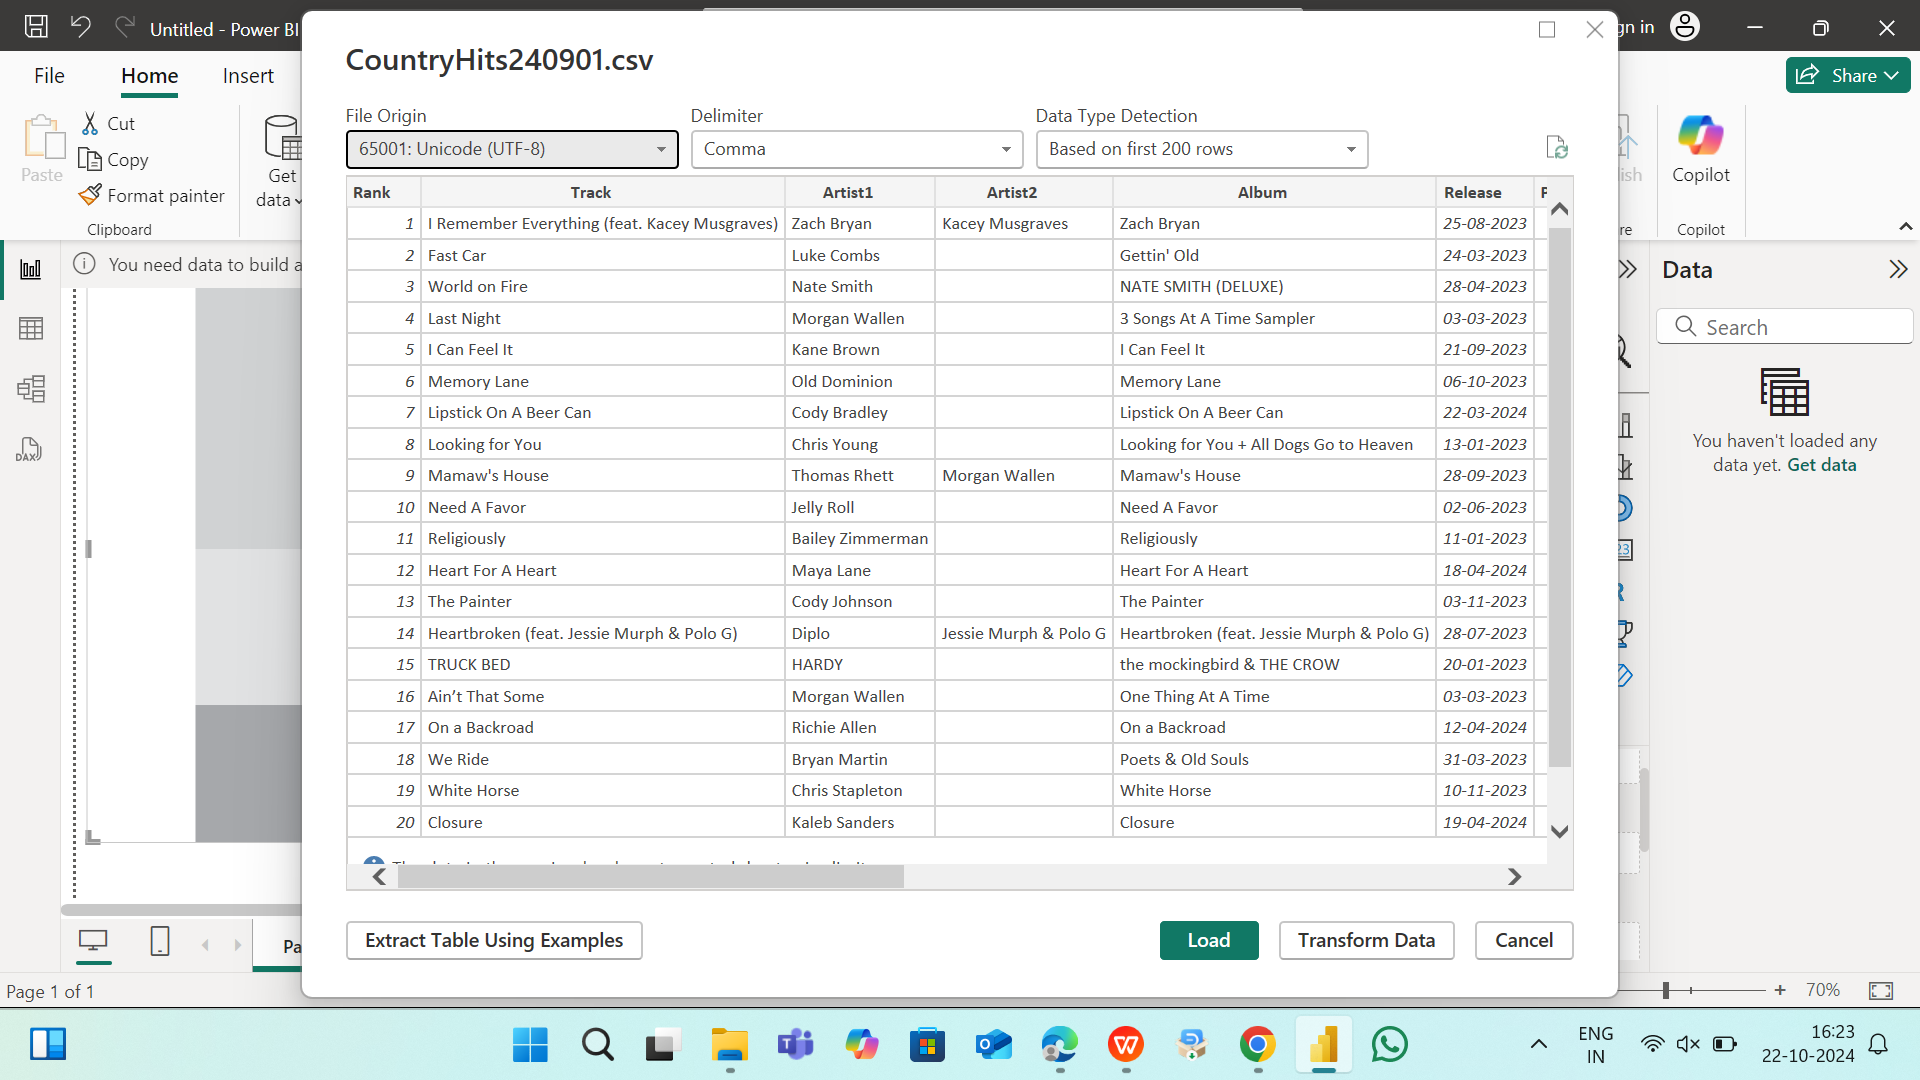 Untitled - Power BI
gn in
File
Home
Insert
Share
Paste
Cut
Copy
Format painter
Clipboard
Get
data
Copilot
Copilot
You need data to build a
CountryHits240901.csv
File Origin
Delimiter
Data Type Detection
65001: Unicode (UTF-8)
Comma
Based on first 200 rows
Rank Track Artist1 Artist2 Album Release
1 I Remember Everything (feat. Kacey Musgraves) Zach Bryan Kacey Musgraves Zach Bryan 25-08-2023
2 Fast Car Luke Combs Gettin' Old 24-03-2023
3 World on Fire Nate Smith NATE SMITH (DELUXE) 28-04-2023
4 Last Night Morgan Wallen 3 Songs At A Time Sampler 03-03-2023
5 I Can Feel It Kane Brown I Can Feel It 21-09-2023
6 Memory Lane Old Dominion Memory Lane 06-10-2023
7 Lipstick On A Beer Can Cody Bradley Lipstick On A Beer Can 22-03-2024
8 Looking for You Chris Young Looking for You + All Dogs Go to Heaven 13-01-2023
9 Mamaw's House Thomas Rhett Morgan Wallen Mamaw's House 28-09-2023
10 Need A Favor Jelly Roll Need A Favor 02-06-2023
11 Religiously Bailey Zimmerman Religiously 11-01-2023
12 Heart For A Heart Maya Lane Heart For A Heart 18-04-2024
13 The Painter Cody Johnson The Painter 03-11-2023
14 Heartbroken (feat. Jessie Murph & Polo G) Diplo Jessie Murph & Polo G Heartbroken (feat. Jessie Murph & Polo G) 28-07-2023
15 TRUCK BED HARDY the mockingbird & THE CROW 20-01-2023
16 Ain’t That Some Morgan Wallen One Thing At A Time 03-03-2023
17 On a Backroad Richie Allen On a Backroad 12-04-2024
18 We Ride Bryan Martin Poets & Old Souls 31-03-2023
19 White Horse Chris Stapleton White Horse 10-11-2023
20 Closure Kaleb Sanders Closure 19-04-2024
Extract Table Using Examples
Load
Transform Data
Cancel
Data
Search
You haven't loaded any
data yet. Get data
DAX
Pa
Page 1 of 1
70%
ENG
IN
16:23
22-10-2024